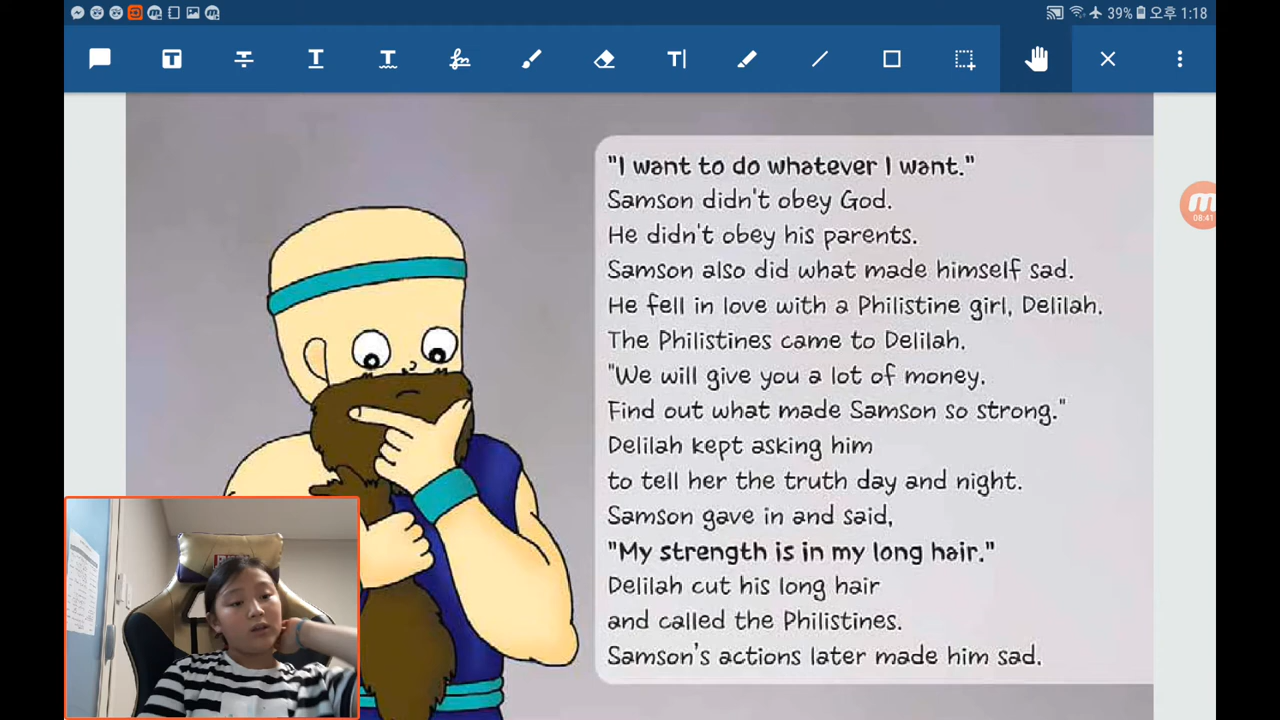 39% 오후 1:18
"I want to do whatever I want."
Samson didn't obey God.
He didn't obey his parents.
Samson also did what made himself sad.
He fell in love with a Philistine girl, Delilah.
The Philistines came to Delilah.
"We will give you a lot of money.
Find out what made Samson so strong."
Delilah kept asking him
to tell her the truth day and night.
Samson gave in and said,
"My strength is in my long hair."
Delilah cut his long hair
and called the Philistines.
Samson's actions later made him sad.
08:41